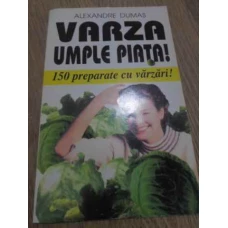 ALEXANDRE DUMAS
VARZA
UMPLE PIAȚA!
150 preparate cu vărzări!